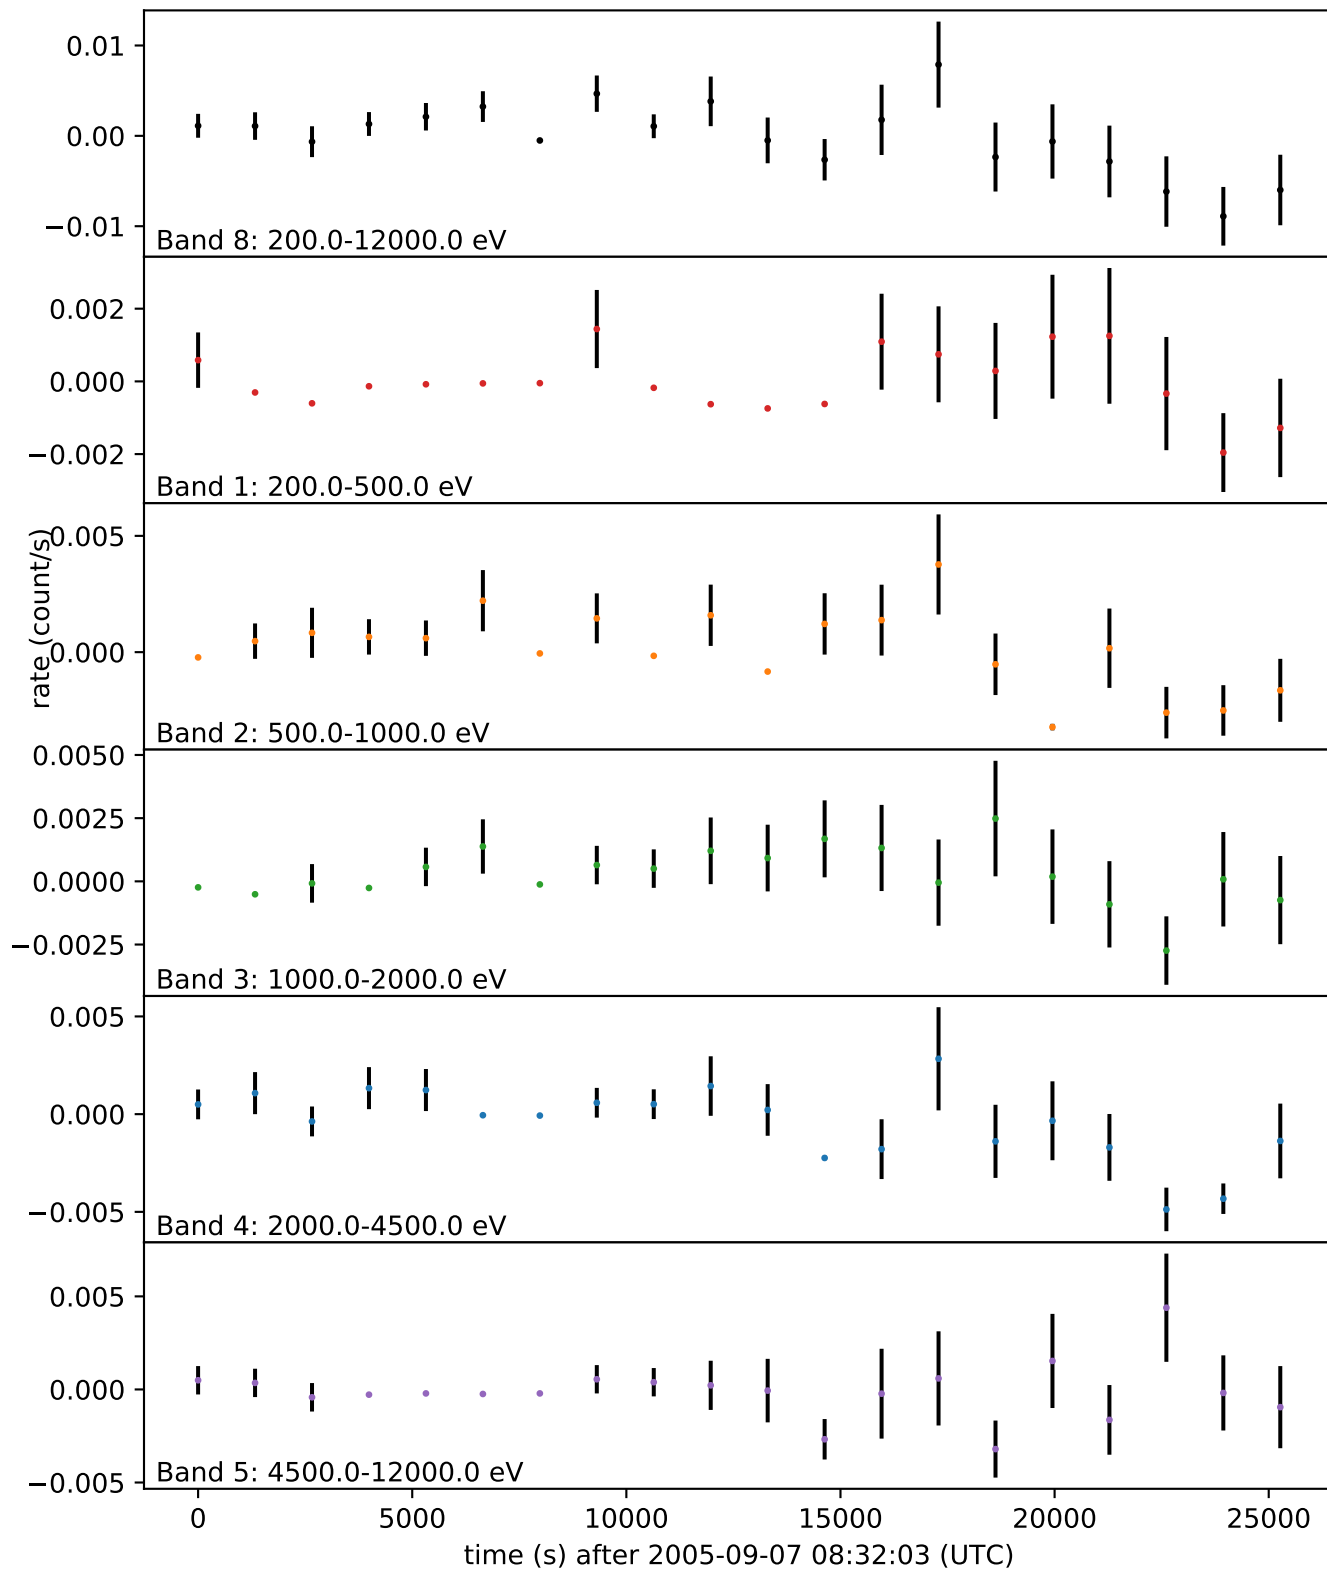 0.01
0.00
−0.01
Band 8: 200.0-12000.0 eV
0.002
0.000
−0.002
Band 1: 200.0-500.0 eV
rate (count/s)
0.005
0.000
Band 2: 500.0-1000.0 eV
0.0050
0.0025
0.0000
−0.0025
Band 3: 1000.0-2000.0 eV
0.005
0.000
−0.005
Band 4: 2000.0-4500.0 eV
0.005
0.000
−0.005
Band 5: 4500.0-12000.0 eV
0 5000 10000 15000 20000 25000
time (s) after 2005-09-07 08:32:03 (UTC)